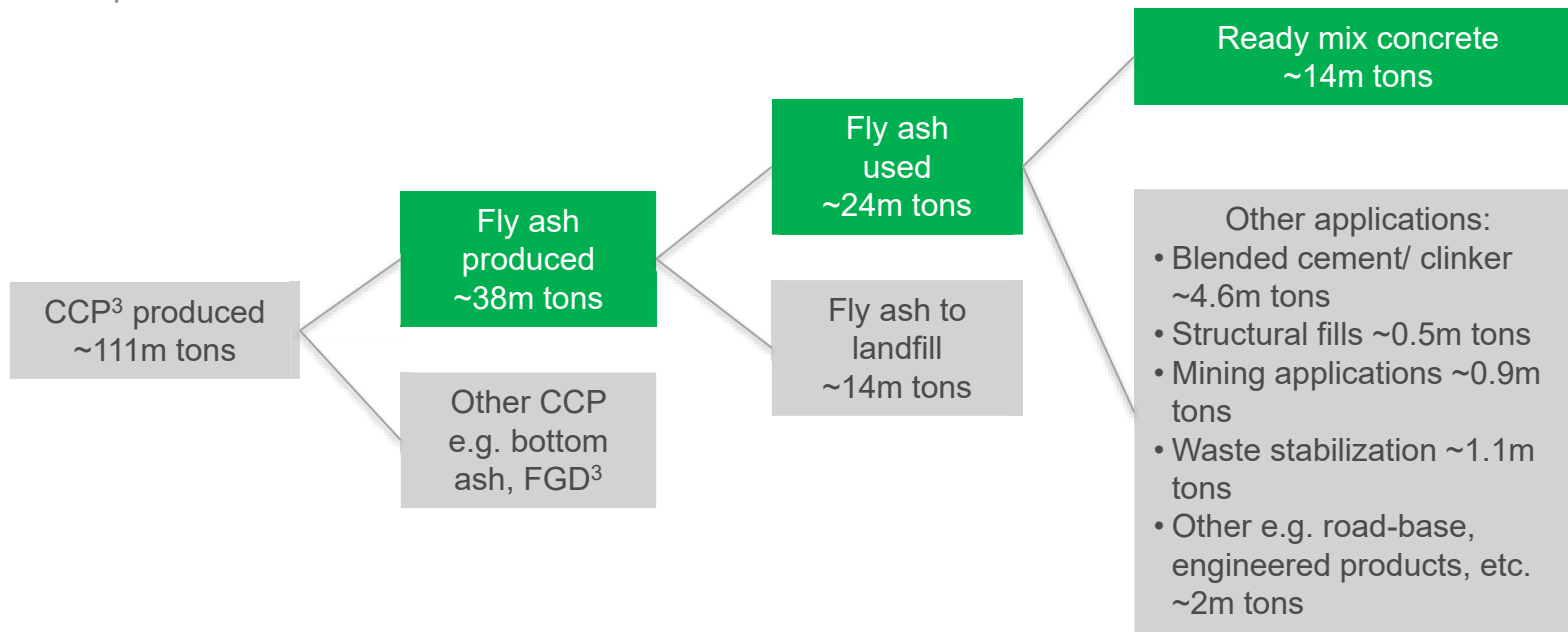 CCP³ produced
~111m tons
Fly ash
produced
~38m tons
Other CCP
e.g. bottom
ash, FGD³
Fly ash
used
~24m tons
Fly ash to
landfill
~14m tons
Ready mix concrete
~14m tons
Other applications:
• Blended cement/ clinker
~4.6m tons
• Structural fills ~0.5m tons
• Mining applications ~0.9m
tons
• Waste stabilization ~1.1m
tons
• Other e.g. road-base,
engineered products, etc.
~2m tons